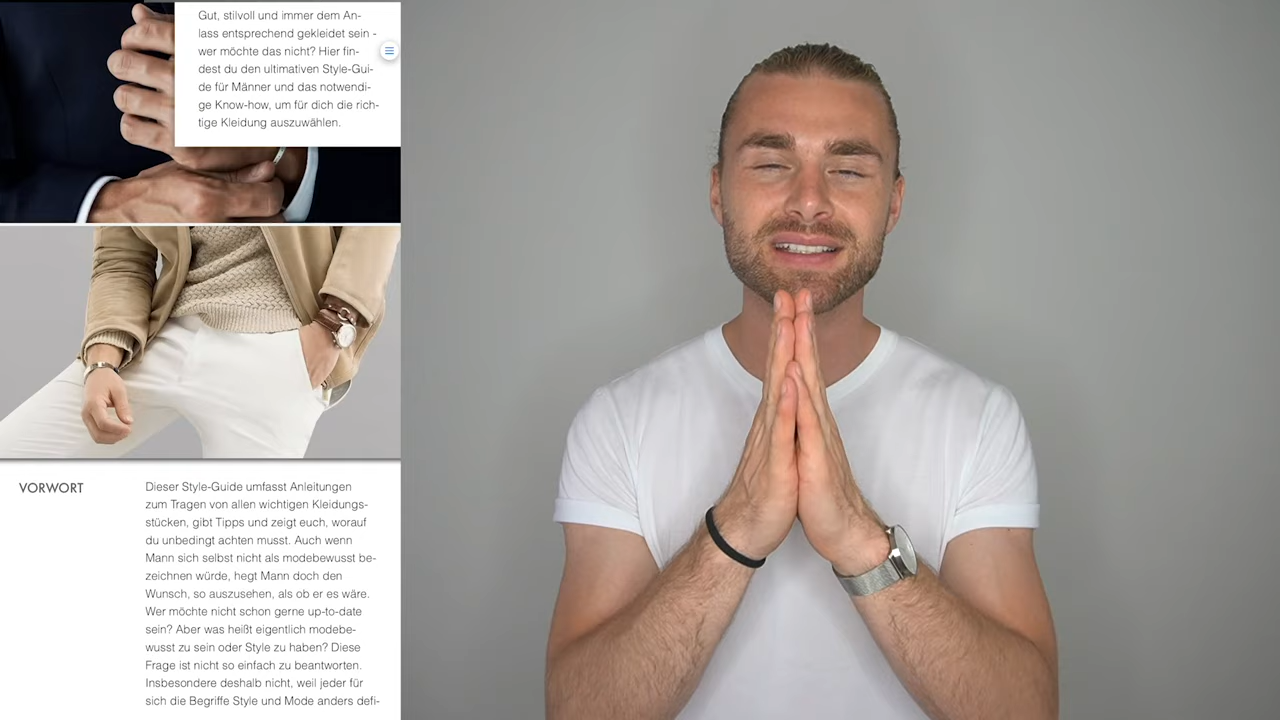 Gut, stilvoll und immer dem An-
lass entsprechend gekleidet sein -
wer möchte das nicht? Hier fin-
dest du den ultimativen Style-Gui-
de für Männer und das notwendi-
ge Know-how, um für dich die rich-
tige Kleidung auszuwählen.
VORWORT
Dieser Style-Guide umfasst Anleitungen
zum Tragen von allen wichtigen Kleidungs-
stücken, gibt Tipps und zeigt euch, worauf
du unbedingt achten musst. Auch wenn
Mann sich selbst nicht als modebewusst be-
zeichnen würde, hegt Mann doch den
Wunsch, so auszusehen, als ob er es wäre.
Wer möchte nicht schon gerne up-to-date
sein? Aber was heißt eigentlich modebe-
wusst zu sein oder Style zu haben? Diese
Frage ist nicht so einfach zu beantworten.
Insbesondere deshalb nicht, weil jeder für
sich die Begriffe Style und Mode anders defi-